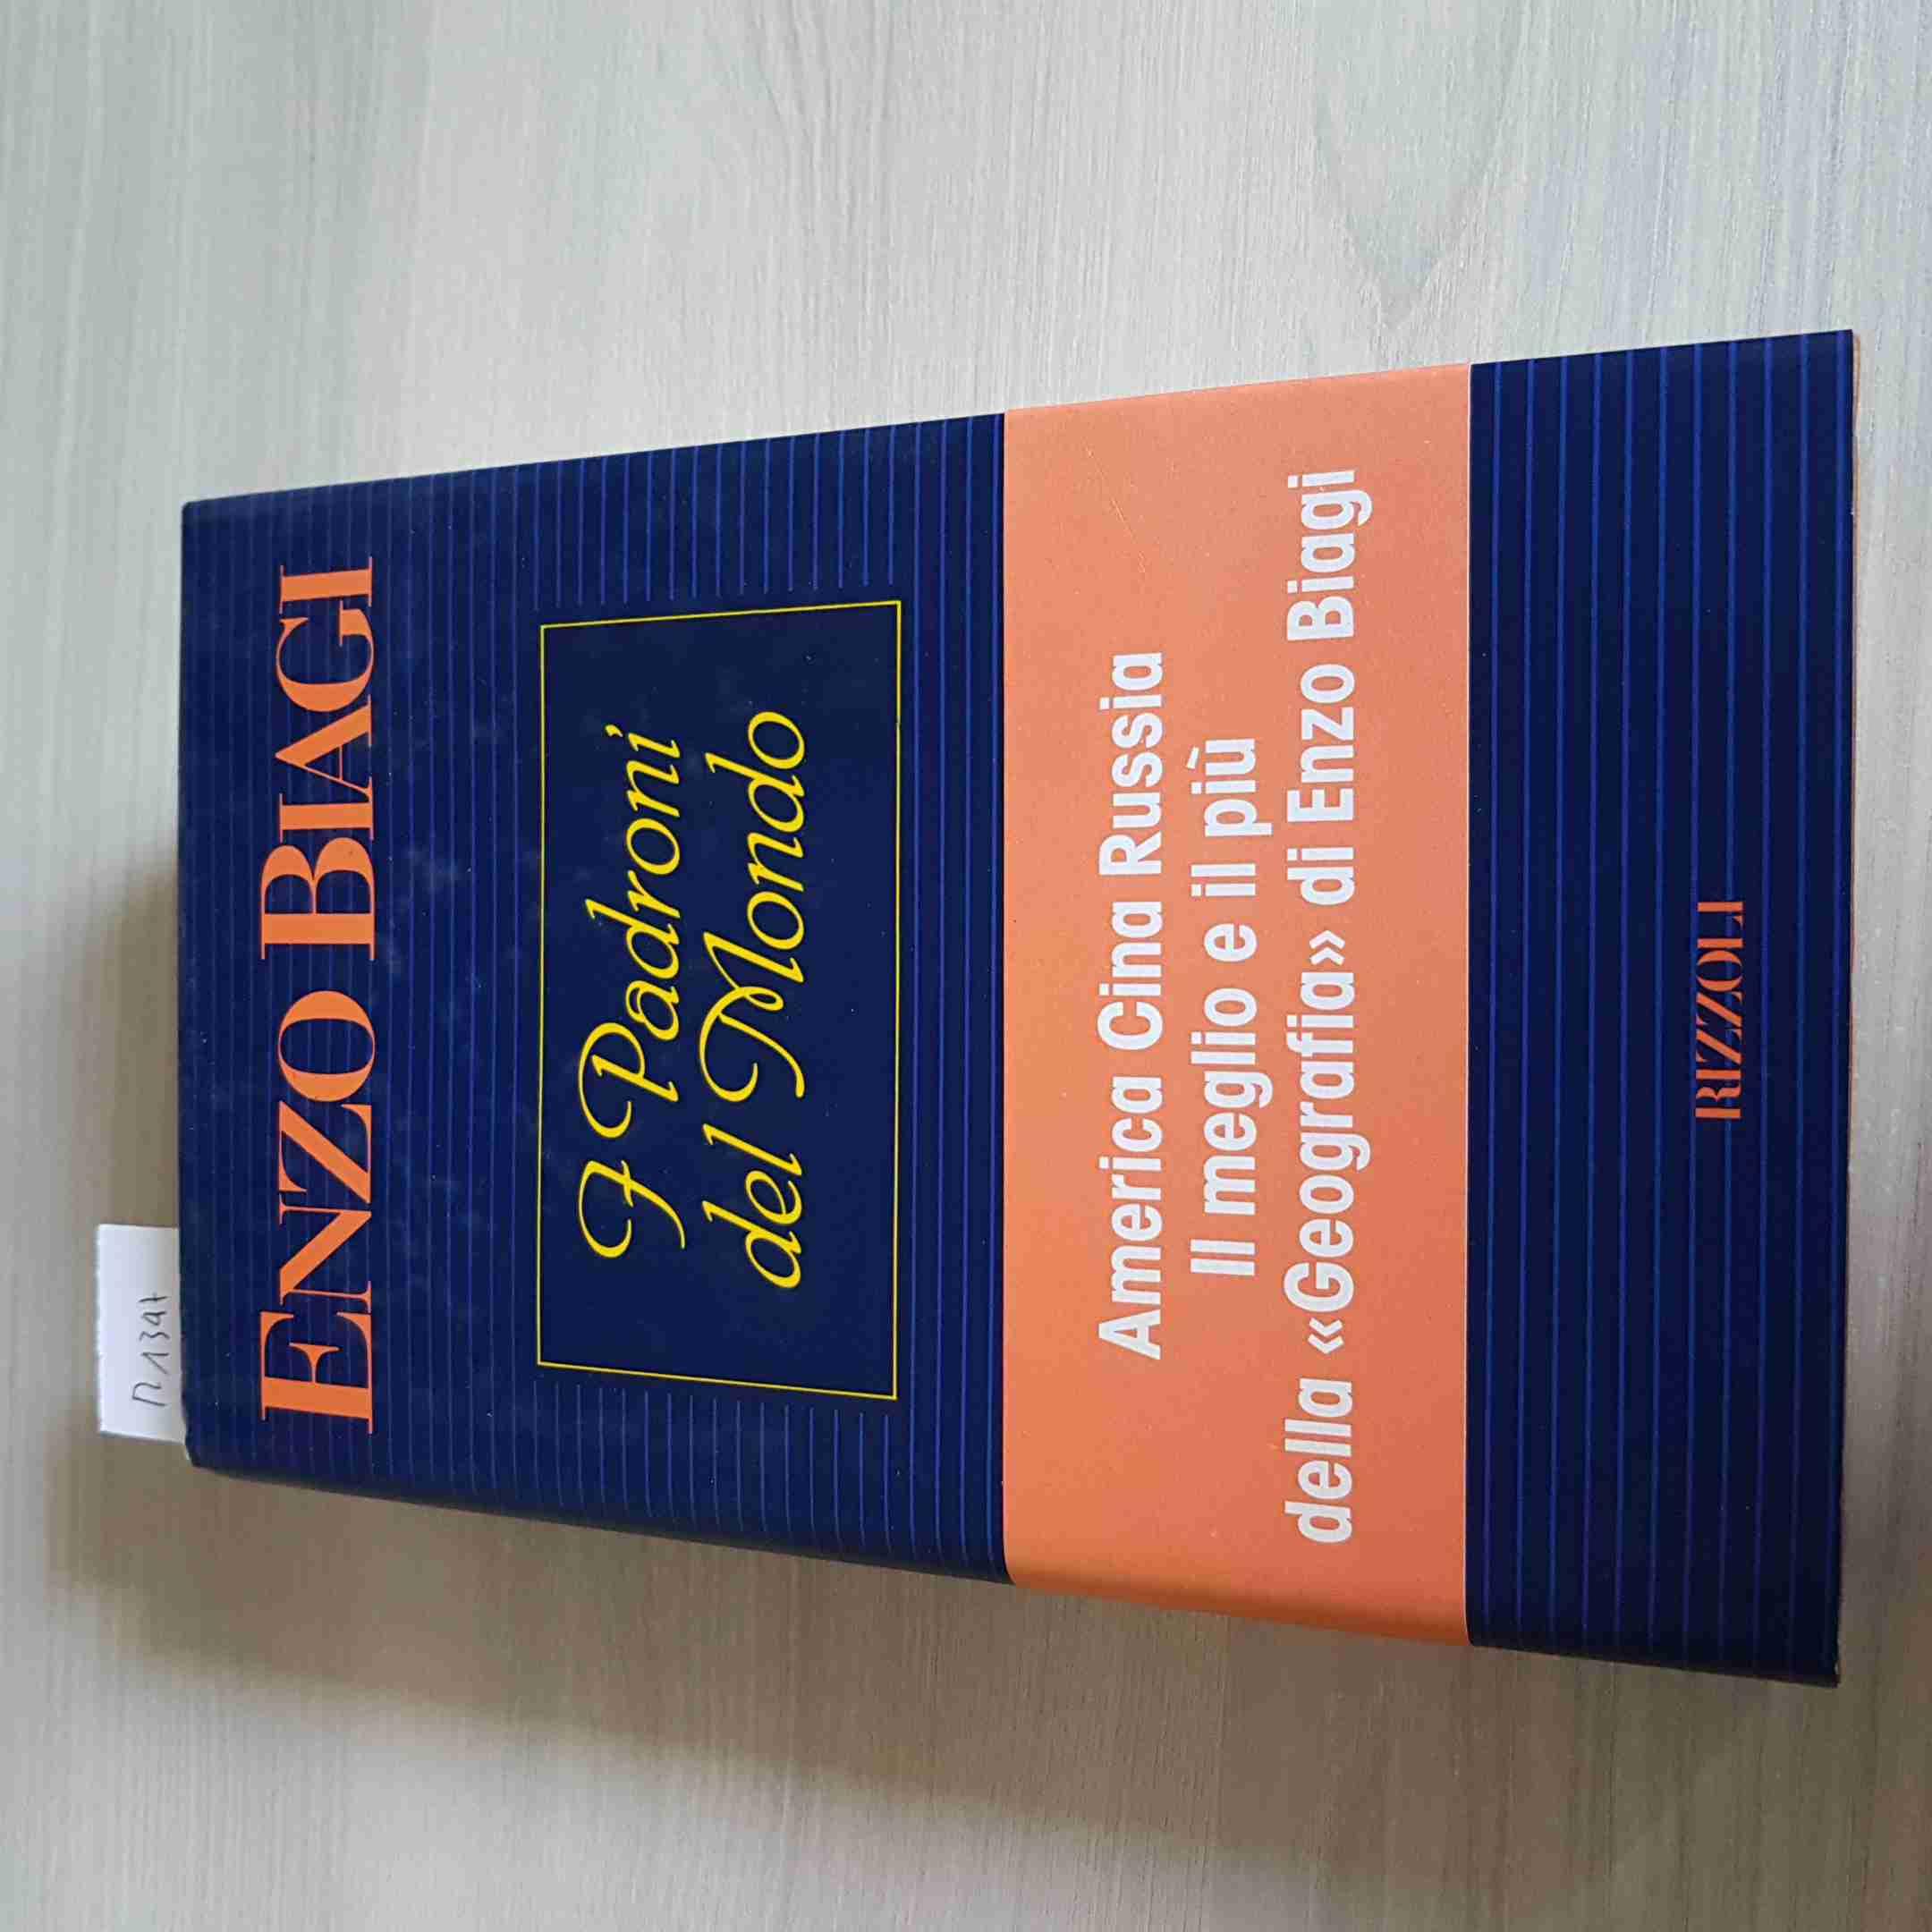 ENZO BIAGI
I Padroni
del Mondo
America Cina Russia
Il meglio e il più
della «Geografia» di Enzo Biagi
RIZZOLI